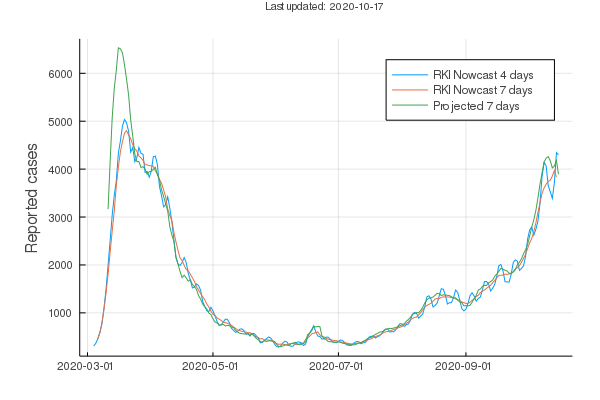 Last updated: 2020-10-17
RKI Nowcast 4 days
RKI Nowcast 7 days
Projected 7 days
Reported cases
6000
5000
4000
3000
2000
1000
2020-03-01
2020-05-01
2020-07-01
2020-09-01